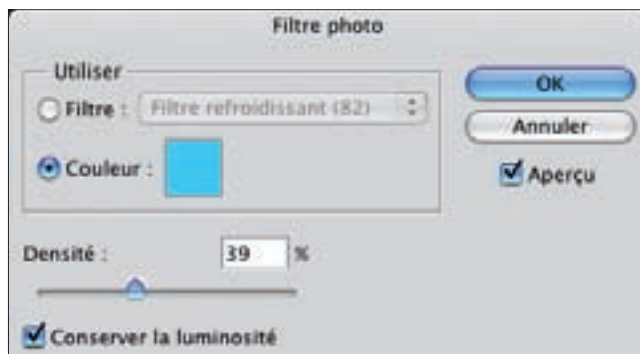 Filtre photo
Utiliser
Filtre : Filtre refroidissant (82)
Couleur :
OK
Annuler
Aperçu
Densité : 39 %
Conserver la luminosité